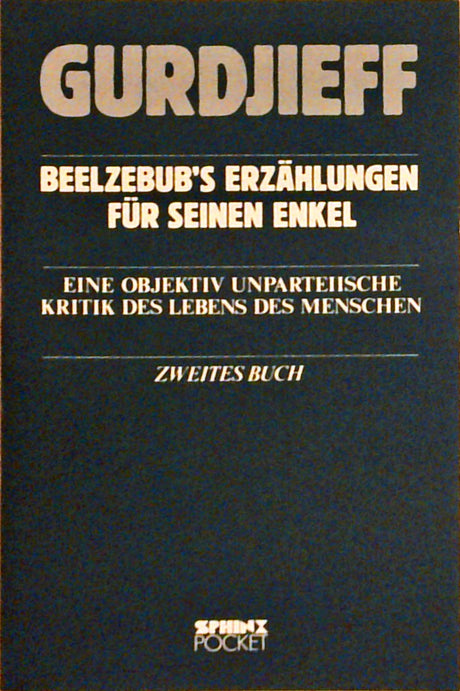 GURDJIEFF
BEELZEBUB'S ERZÄHLUNGEN
FÜR SEINEN ENKEL
EINE OBJEKTIV UNPARTEIISCHE
KRITIK DES LEBENS DES MENSCHEN
ZWEITES BUCH
SPHINX
POCKET